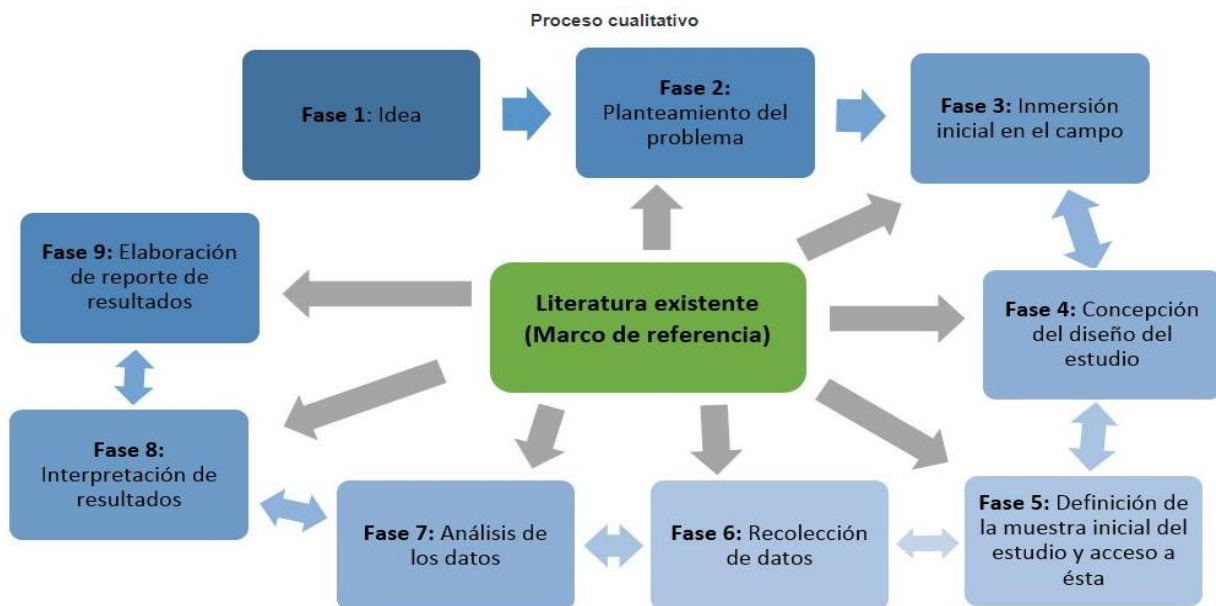 Proceso cualitativo
Fase 1: Idea
Fase 2:
Planteamiento del
problema
Fase 3: Inmersión
inicial en el campo
Fase 9: Elaboración
de reporte de
resultados
Literatura existente
(Marco de referencia)
Fase 4: Concepción
del diseño del
estudio
Fase 8:
Interpretación de
resultados
Fase 7: Análisis de
los datos
Fase 6: Recolección
de datos
Fase 5: Definición de
la muestra inicial del
estudio y acceso a
ésta